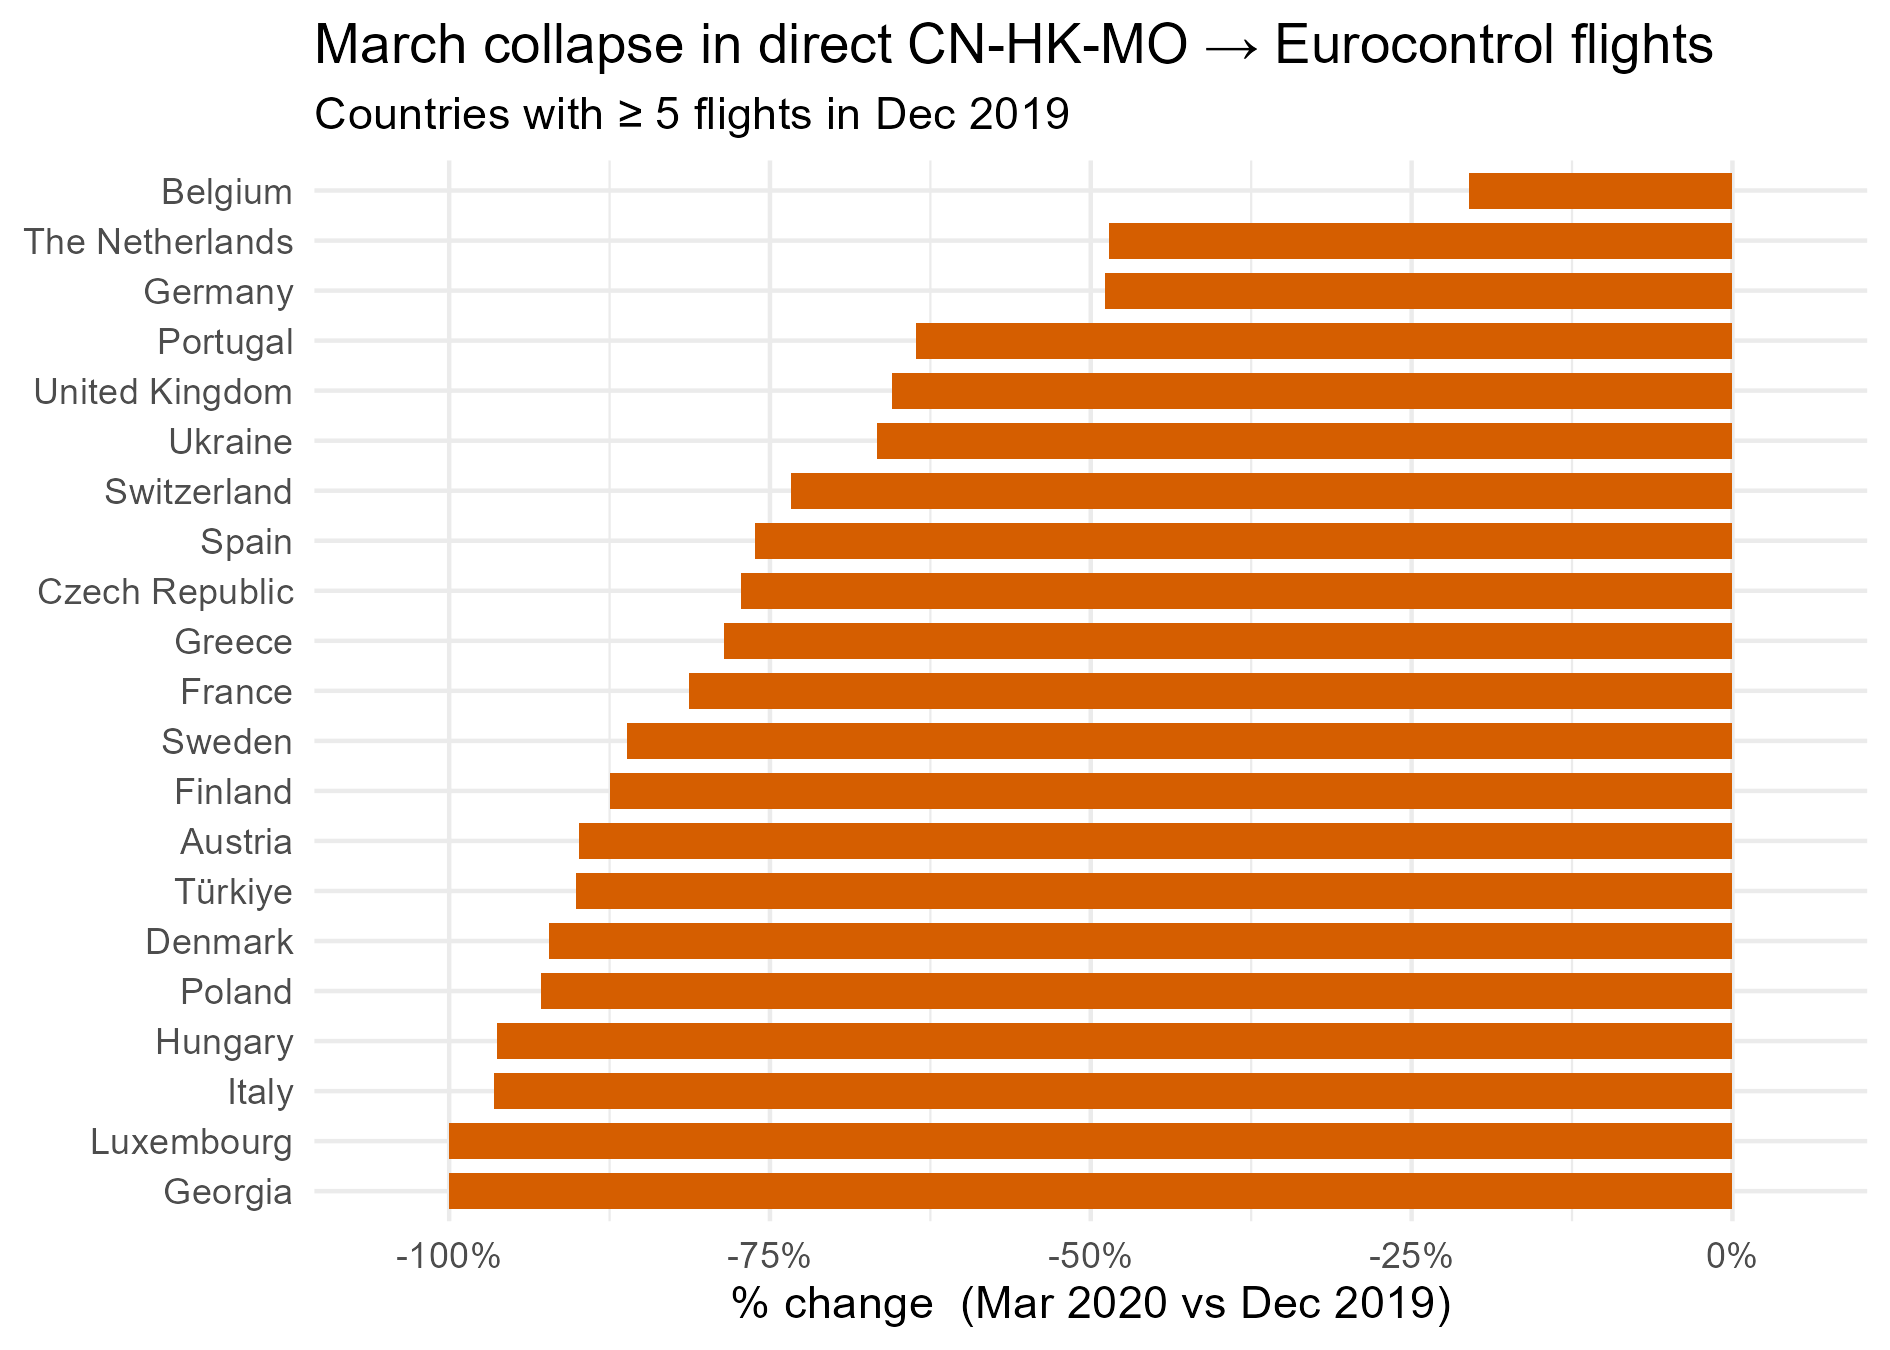 March collapse in direct CN-HK-MO → Eurocontrol flights
Countries with ≥ 5 flights in Dec 2019
Belgium
The Netherlands
Germany
Portugal
United Kingdom
Ukraine
Switzerland
Spain
Czech Republic
Greece
France
Sweden
Finland
Austria
Türkiye
Denmark
Poland
Hungary
Italy
Luxembourg
Georgia
-100% -75% -50% -25% 0%
% change  (Mar 2020 vs Dec 2019)